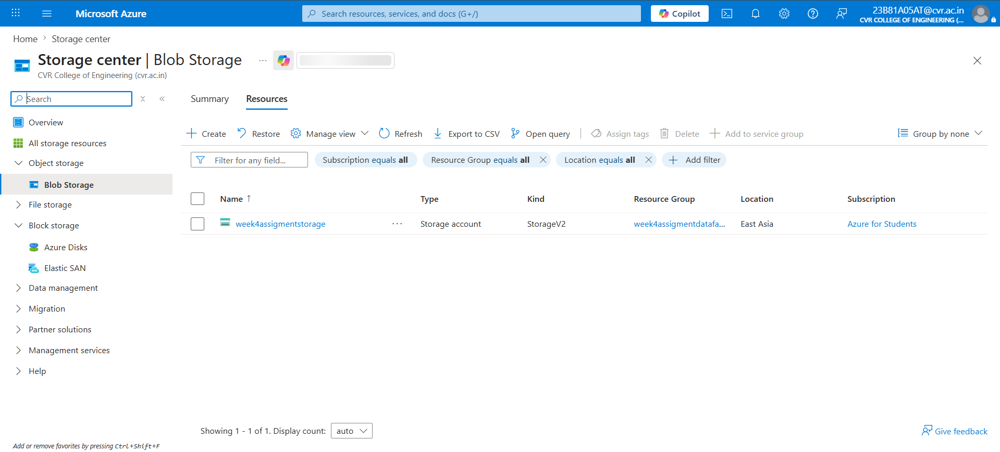 Microsoft Azure
Search resources, services, and docs (G+/)
Copilot
23B81A05AT@cvr.ac.in
CVR COLLEGE OF ENGINEERING (...
Home > Storage center
Storage center | Blob Storage ...
CVR College of Engineering (cvr.ac.in)
Search
Overview
All storage resources
Object storage
Blob Storage
File storage
Block storage
Azure Disks
Elastic SAN
Data management
Migration
Partner solutions
Management services
Help
Add or remove favorites by pressing Ctrl+Shift+F
Summary Resources
Create Restore Manage view Refresh Export to CSV Open query Assign tags Delete Add to service group Group by none
Filter for any field... Subscription equals all Resource Group equals all Location equals all Add filter
Name ↑ Type Kind Resource Group Location Subscription
week4assigmentstorage ... Storage account StorageV2 week4assigmentdatafa... East Asia Azure for Students
Showing 1 - 1 of 1. Display count: auto
Give feedback